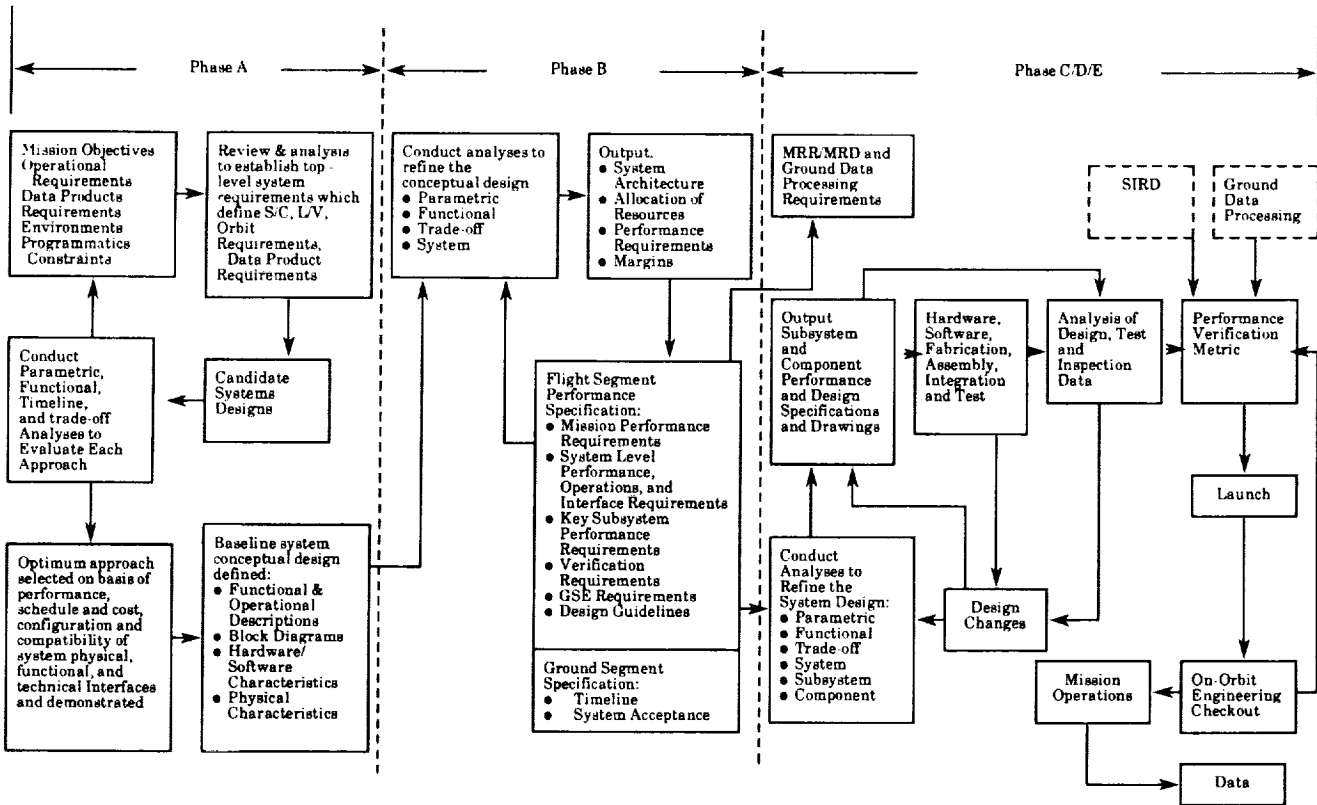 Phase A
Phase B
Phase C/D/E
Mission Objectives
Operational
Requirements
Data Products
Requirements
Environments
Programmatics
Constraints
Review & analysis
to establish top-
level system
requirements which
define S/C, L/V,
Orbit
Requirements,
Data Product
Requirements
Conduct
Parametric,
Functional,
Timeline,
and trade-off
Analyses to
Evaluate Each
Approach
Candidate
Systems
Designs
Optimum approach
selected on basis of
performance,
schedule and cost,
configuration and
compatibility of
system physical,
functional, and
technical Interfaces
and demonstrated
Baseline system
conceptual design
defined:
● Functional &
Operational
Descriptions
● Block Diagrams
● Hardware/
Software
Characteristics
● Physical
Characteristics
Conduct analyses to
refine the
conceptual design
● Parametric
● Functional
● Trade-off
● System
Output.
● System
Architecture
● Allocation of
Resources
● Performance
Requirements
● Margins
Flight Segment
Performance
Specification:
● Mission Performance
Requirements
● System Level
Performance,
Operations, and
Interface Requirements
● Key Subsystem
Performance
Requirements
● Verification
Requirements
● GSE Requirements
● Design Guidelines
Ground Segment
Specification:
● Timeline
● System Acceptance
MRR/MRD and
Ground Data
Processing
Requirements
SIRD
Ground
Data
Processing
Output
Subsystem
and
Component
Performance
and Design
Specifications
and Drawings
Hardware,
Software,
Fabrication,
Assembly,
Integration
and Test
Analysis of
Design, Test
and
Inspection
Data
Performance
Verification
Metric
Launch
Conduct
Analyses to
Refine the
System Design:
● Parametric
● Functional
● Trade-off
● System
● Subsystem
● Component
Design
Changes
Mission
Operations
On-Orbit
Engineering
Checkout
Data